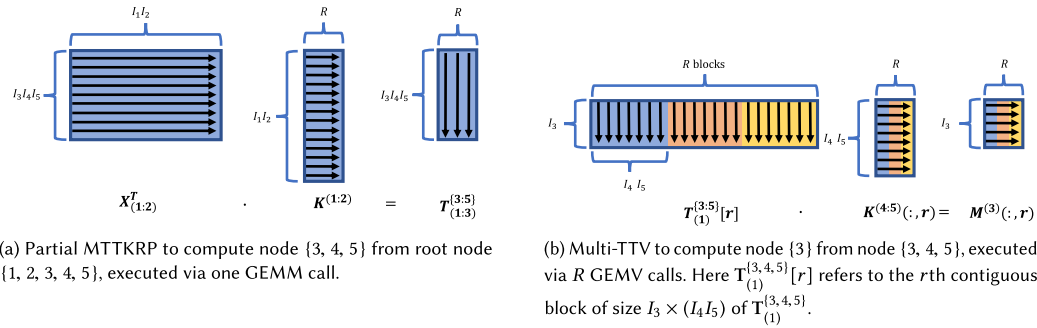 I₁I₂
R
I₃I₄I₅
I₁I₂
I₃I₄I₅
R
X^T_(1:2) · K^(1:2) = T^{3:5}_(1:3)
(a) Partial MTTKRP to compute node {3, 4, 5} from root node
{1, 2, 3, 4, 5}, executed via one GEMM call.
R blocks
R
R
I₃
I₄ I₅
I₃
I₄ I₅
T^{3:5}_(1)[r] · K^(4:5)(:, r) = M^(3)(:, r)
(b) Multi-TTV to compute node {3} from node {3, 4, 5}, executed
via R GEMV calls. Here T^{3,4,5}_(1)[r] refers to the rth contiguous
block of size I₃ × (I₄I₅) of T^{3,4,5}_(1).